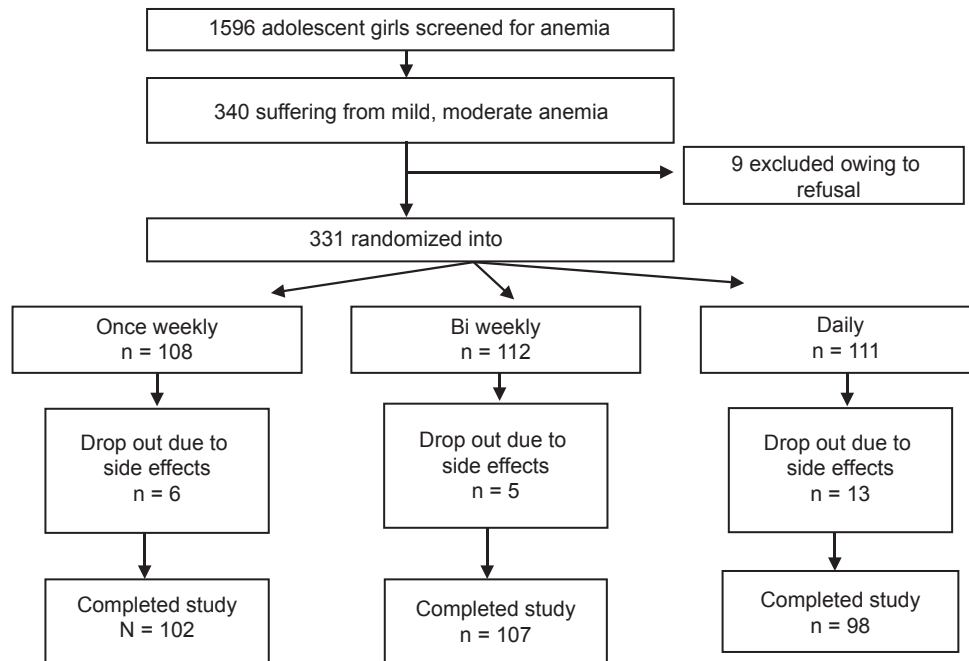 1596 adolescent girls screened for anemia
340 suffering from mild, moderate anemia
9 excluded owing to
refusal
331 randomized into
Once weekly
n = 108
Bi weekly
n = 112
Daily
n = 111
Drop out due to
side effects
n = 6
Drop out due to
side effects
n = 5
Drop out due to
side effects
n = 13
Completed study
N = 102
Completed study
n = 107
Completed study
n = 98